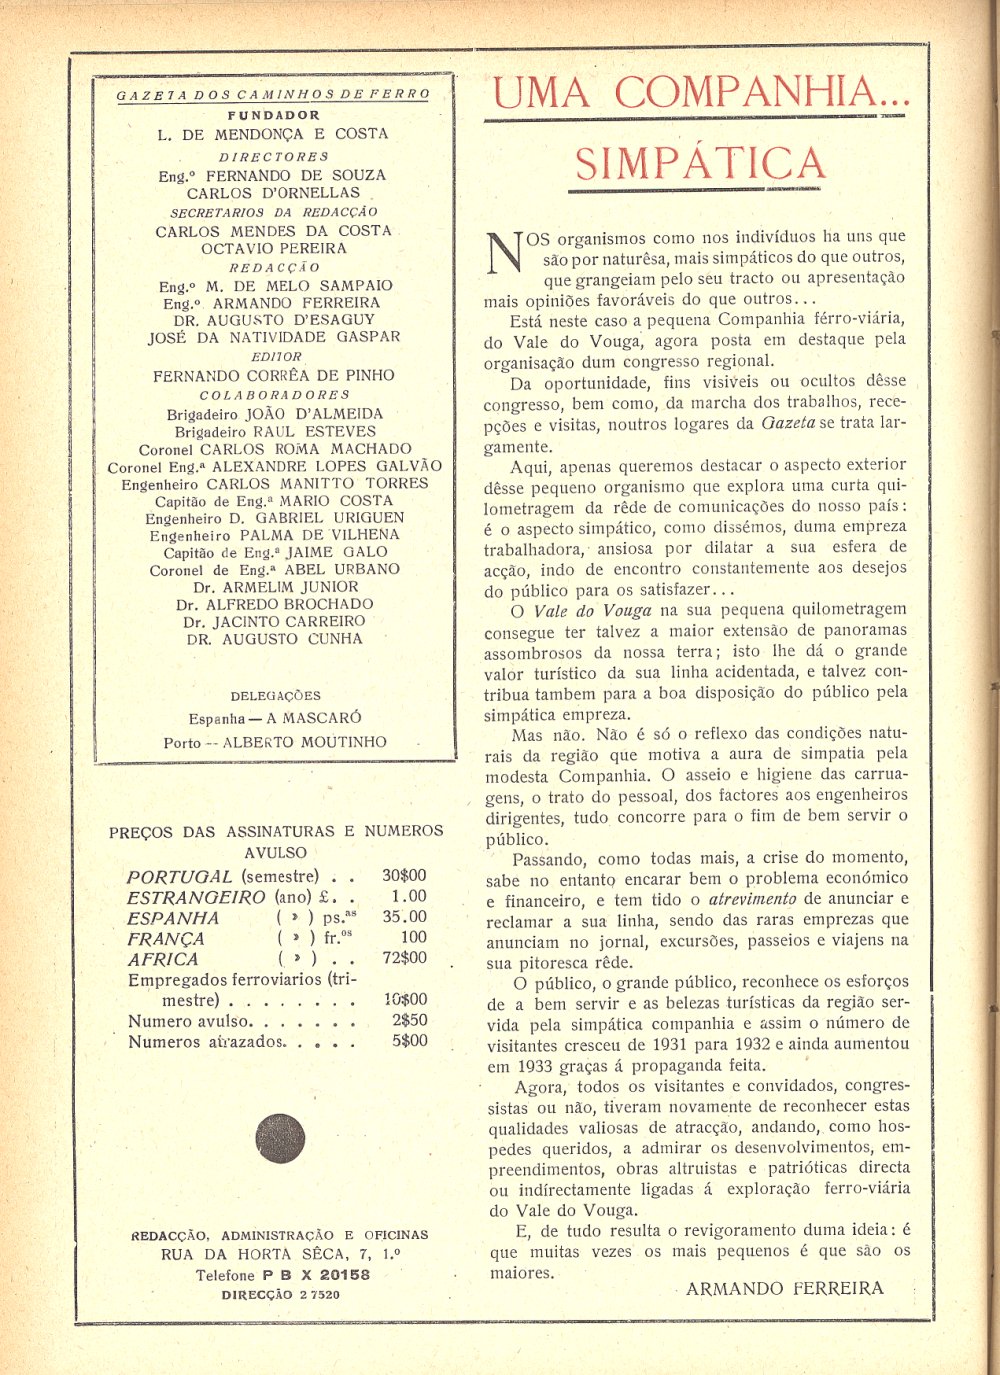 GAZETA DOS CAMINHOS DE FERRO
FUNDADOR
L. DE MENDONÇA E COSTA
DIRECTORES
Eng.º FERNANDO DE SOUZA
CARLOS D'ORNELLAS
SECRETARIOS DA REDACÇÃO
CARLOS MENDES DA COSTA
OCTAVIO PEREIRA
REDACÇÃO
Eng.º M. DE MELO SAMPAIO
Eng.º ARMANDO FERREIRA
DR. AUGUSTO D'ESAGUY
JOSÉ DA NATIVIDADE GASPAR
EDITOR
FERNANDO CORRÊA DE PINHO
COLABORADORES
Brigadeiro JOÃO D'ALMEIDA
Brigadeiro RAUL ESTEVES
Coronel CARLOS ROMA MACHADO
Coronel Eng.ª ALEXANDRE LOPES GALVÃO
Engenheiro CARLOS MANITTO TORRES
Capitão de Eng.ª MARIO COSTA
Engenheiro D. GABRIEL URIGUEN
Engenheiro PALMA DE VILHENA
Capitão de Eng.ª JAIME GALO
Coronel de Eng.ª ABEL URBANO
Dr. ARMELIM JUNIOR
Dr. ALFREDO BROCHADO
Dr. JACINTO CARREIRO
DR. AUGUSTO CUNHA
DELEGAÇÕES
Espanha — A MASCARÓ
Porto -- ALBERTO MOUTINHO
PREÇOS DAS ASSINATURAS E NUMEROS
AVULSO
PORTUGAL (semestre) . . 30$00
ESTRANGEIRO (ano) £. . 1.00
ESPANHA ( » ) ps.as 35.00
FRANÇA ( » ) fr.os 100
AFRICA ( » ) . . 72$00
Empregados ferroviarios (tri-
mestre) . . . . . . . . 10$00
Numero avulso. . . . . . . 2$50
Numeros atrazados. . . . . 5$00
REDACÇÃO, ADMINISTRAÇÃO E OFICINAS
RUA DA HORTA SÊCA, 7, 1.º
Telefone P B X 20158
DIRECÇÃO 2 7520
UMA COMPANHIA...
SIMPÁTICA
NOS organismos como nos indivíduos ha uns que
são por naturêsa, mais simpáticos do que outros,
que grangeiam pelo seu tracto ou apresentação
mais opiniões favoráveis do que outros...
Está neste caso a pequena Companhia férro-viária,
do Vale do Vouga, agora posta em destaque pela
organisação dum congresso regional.
Da oportunidade, fins visiveis ou ocultos dêsse
congresso, bem como, da marcha dos trabalhos, rece-
pções e visitas, noutros logares da Gazeta se trata lar-
gamente.
Aqui, apenas queremos destacar o aspecto exterior
dêsse pequeno organismo que explora uma curta qui-
lometragem da rêde de comunicações do nosso país:
é o aspecto simpático, como dissémos, duma empreza
trabalhadora, ansiosa por dilatar a sua esfera de
acção, indo de encontro constantemente aos desejos
do público para os satisfazer...
O Vale do Vouga na sua pequena quilometragem
consegue ter talvez a maior extensão de panoramas
assombrosos da nossa terra; isto lhe dá o grande
valor turístico da sua linha acidentada, e talvez con-
tribua tambem para a boa disposição do público pela
simpática empreza.
Mas não. Não é só o reflexo das condições natu-
rais da região que motiva a aura de simpatia pela
modesta Companhia. O asseio e higiene das carrua-
gens, o trato do pessoal, dos factores aos engenheiros
dirigentes, tudo concorre para o fim de bem servir o
público.
Passando, como todas mais, a crise do momento,
sabe no entanto encarar bem o problema económico
e financeiro, e tem tido o atrevimento de anunciar e
reclamar a sua linha, sendo das raras emprezas que
anunciam no jornal, excursões, passeios e viajens na
sua pitoresca rêde.
O público, o grande público, reconhece os esforços
de a bem servir e as belezas turísticas da região ser-
vida pela simpática companhia e assim o número de
visitantes cresceu de 1931 para 1932 e ainda aumentou
em 1933 graças á propaganda feita.
Agora, todos os visitantes e convidados, congres-
sistas ou não, tiveram novamente de reconhecer estas
qualidades valiosas de atracção, andando, como hos-
pedes queridos, a admirar os desenvolvimentos, em-
preendimentos, obras altruistas e patrióticas directa
ou indírectamente ligadas á exploração ferro-viária
do Vale do Vouga.
E, de tudo resulta o revigoramento duma ideia: é
que muitas vezes os mais pequenos é que são os
maiores.
ARMANDO FERREIRA